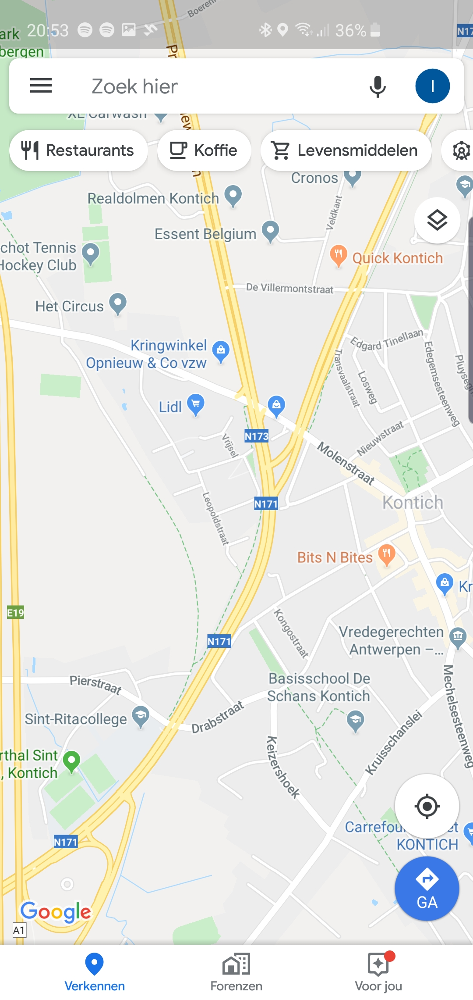 Boeren
ark
20:53
36%
N17
bergen
Pr
Zoek hier
I
XL Carwash
Restaurants
Koffie
Levensmiddelen
Cronos
Realdolmen Kontich
Veldkant
Essent Belgium
chot Tennis
Hockey Club
Quick Kontich
De Villermontstraat
Het Circus
Edgard Tinellaan
Kringwinkel
Opnieuw & Co vzw
Transvaalstraat
Losweg
Edegemsesteenweg
Pluyseg
Lidl
N173
Vrijsel
Nieuwstraat
Molenstraat
N171
Kontich
Leopoldstraat
Bits N Bites
Kr
E19
Kongostraat
N171
Vredegerechten
Antwerpen –...
Pierstraat
Basisschool De
Schans Kontich
Mechelsesteenweg
Sint-Ritacollege
Drabstraat
Kruisschanslei
Keizershoek
rthal Sint
, Kontich
Carrefour
et
KONTICH
N171
GA
Google
A1
Verkennen
Forenzen
Voor jou